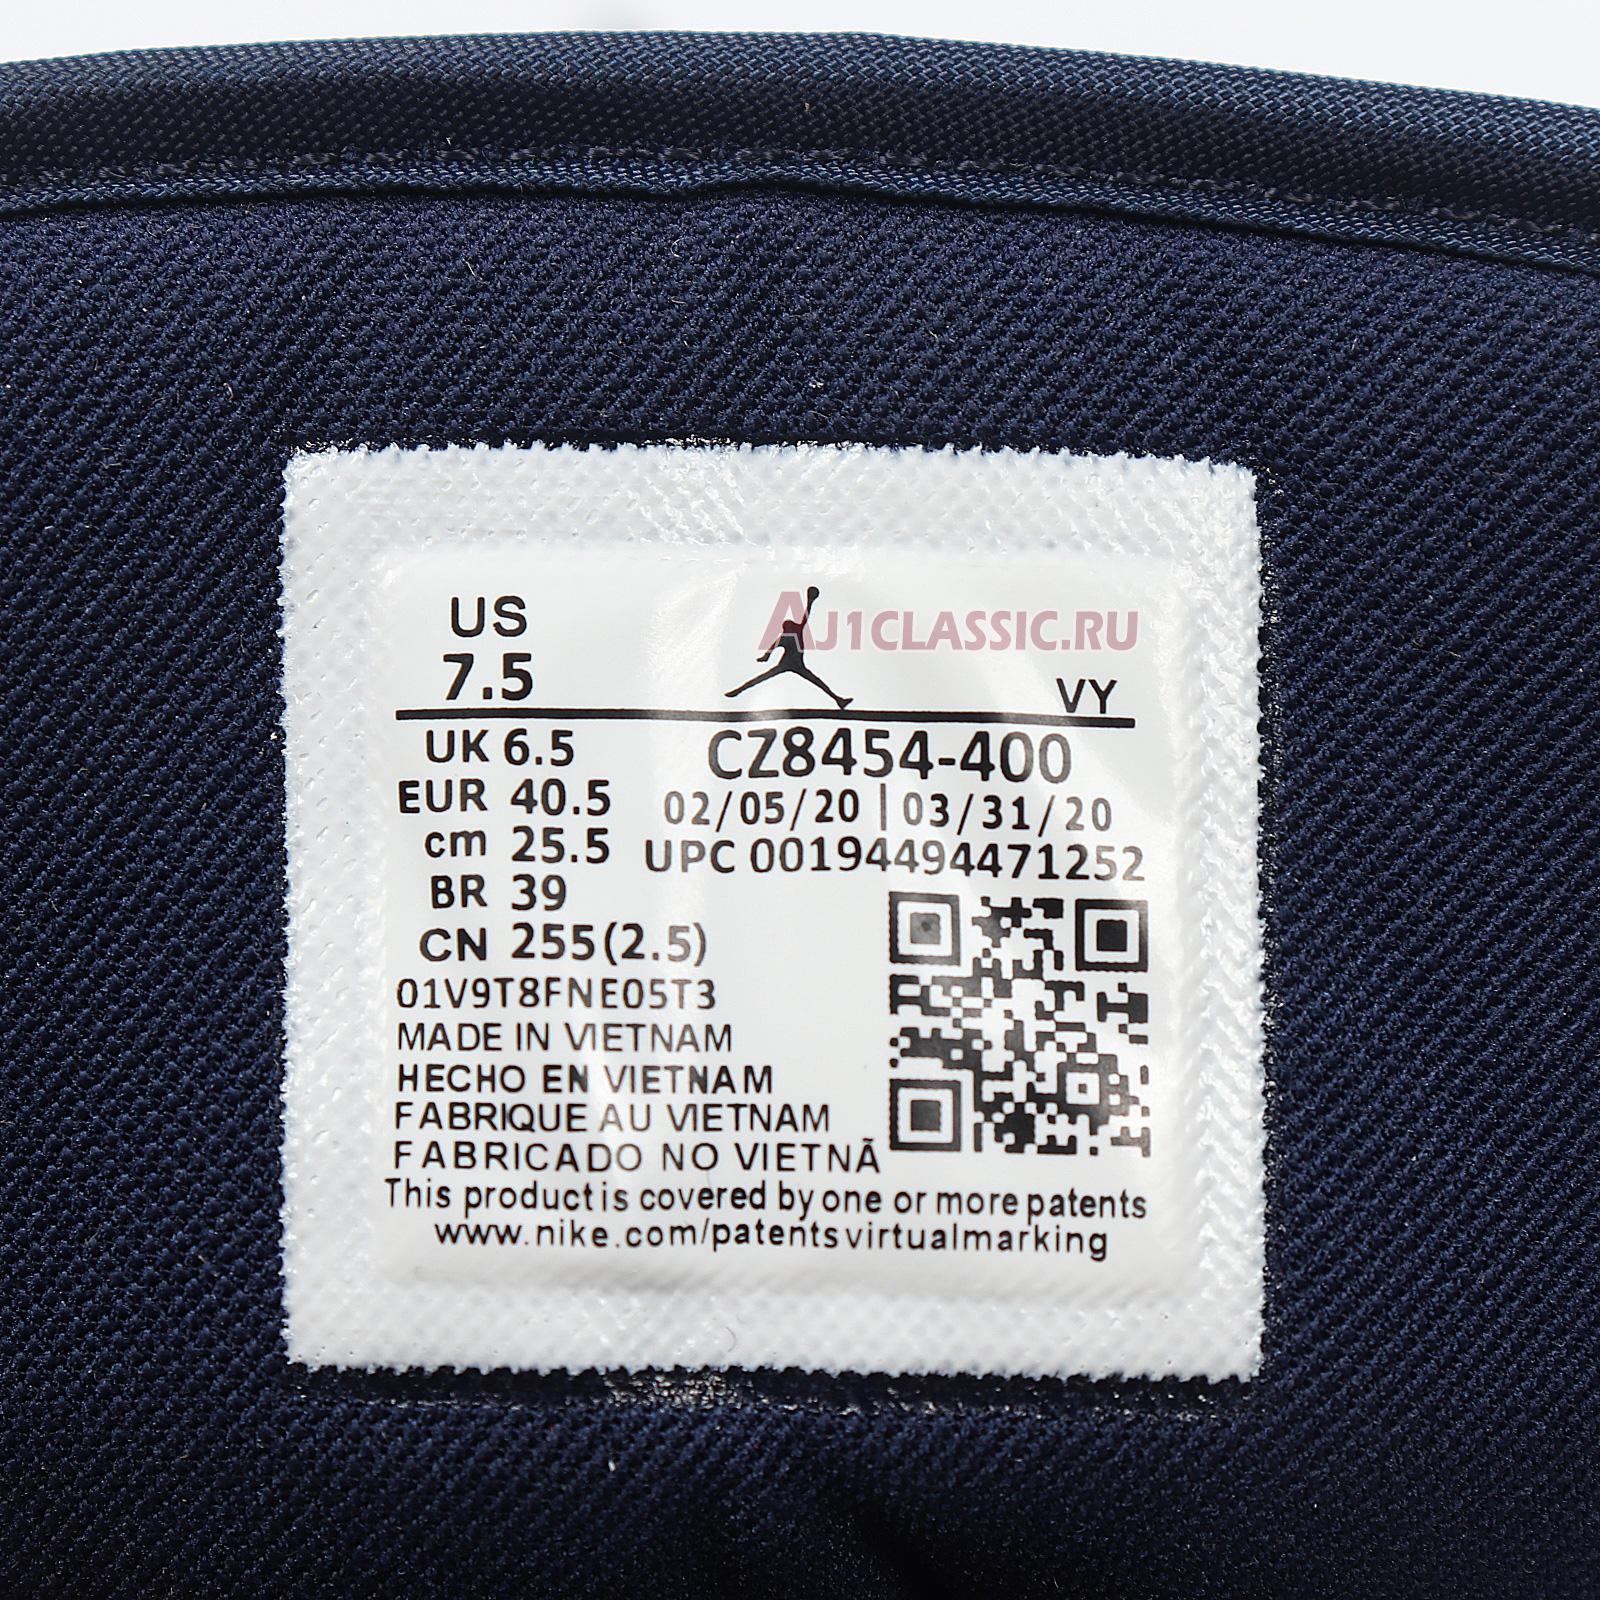 US
7.5
AJ1CLASSIC.RU
VY
UK 6.5
EUR 40.5
cm 25.5
BR 39
CN 255(2.5)
CZ8454-400
02/05/20 | 03/31/20
UPC 00194494471252
01V9T8FNE05T3
MADE IN VIETNAM
HECHO EN VIETNAM
FABRIQUE AU VIETNAM
FABRICADO NO VIETNÃ
This product is covered by one or more patents
www.nike.com/patentsvirtualmarking